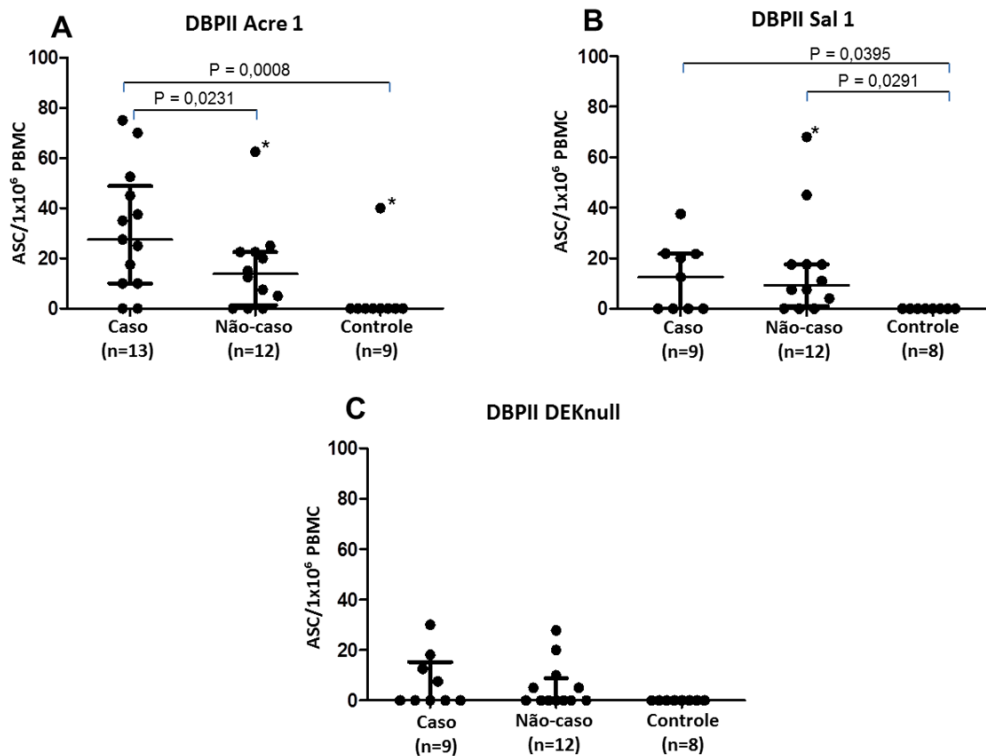 A
DBPII Acre 1
ASC/1x10⁶ PBMC
100
80
60
40
20
0
P = 0,0008
P = 0,0231
*
*
Caso
(n=13)
Não-caso
(n=12)
Controle
(n=9)
B
DBPII Sal 1
ASC/1x10⁶ PBMC
100
80
60
40
20
0
P = 0,0395
P = 0,0291
*
Caso
(n=9)
Não-caso
(n=12)
Controle
(n=8)
C
DBPII DEKnull
ASC/1x10⁶ PBMC
100
80
60
40
20
0
Caso
(n=9)
Não-caso
(n=12)
Controle
(n=8)